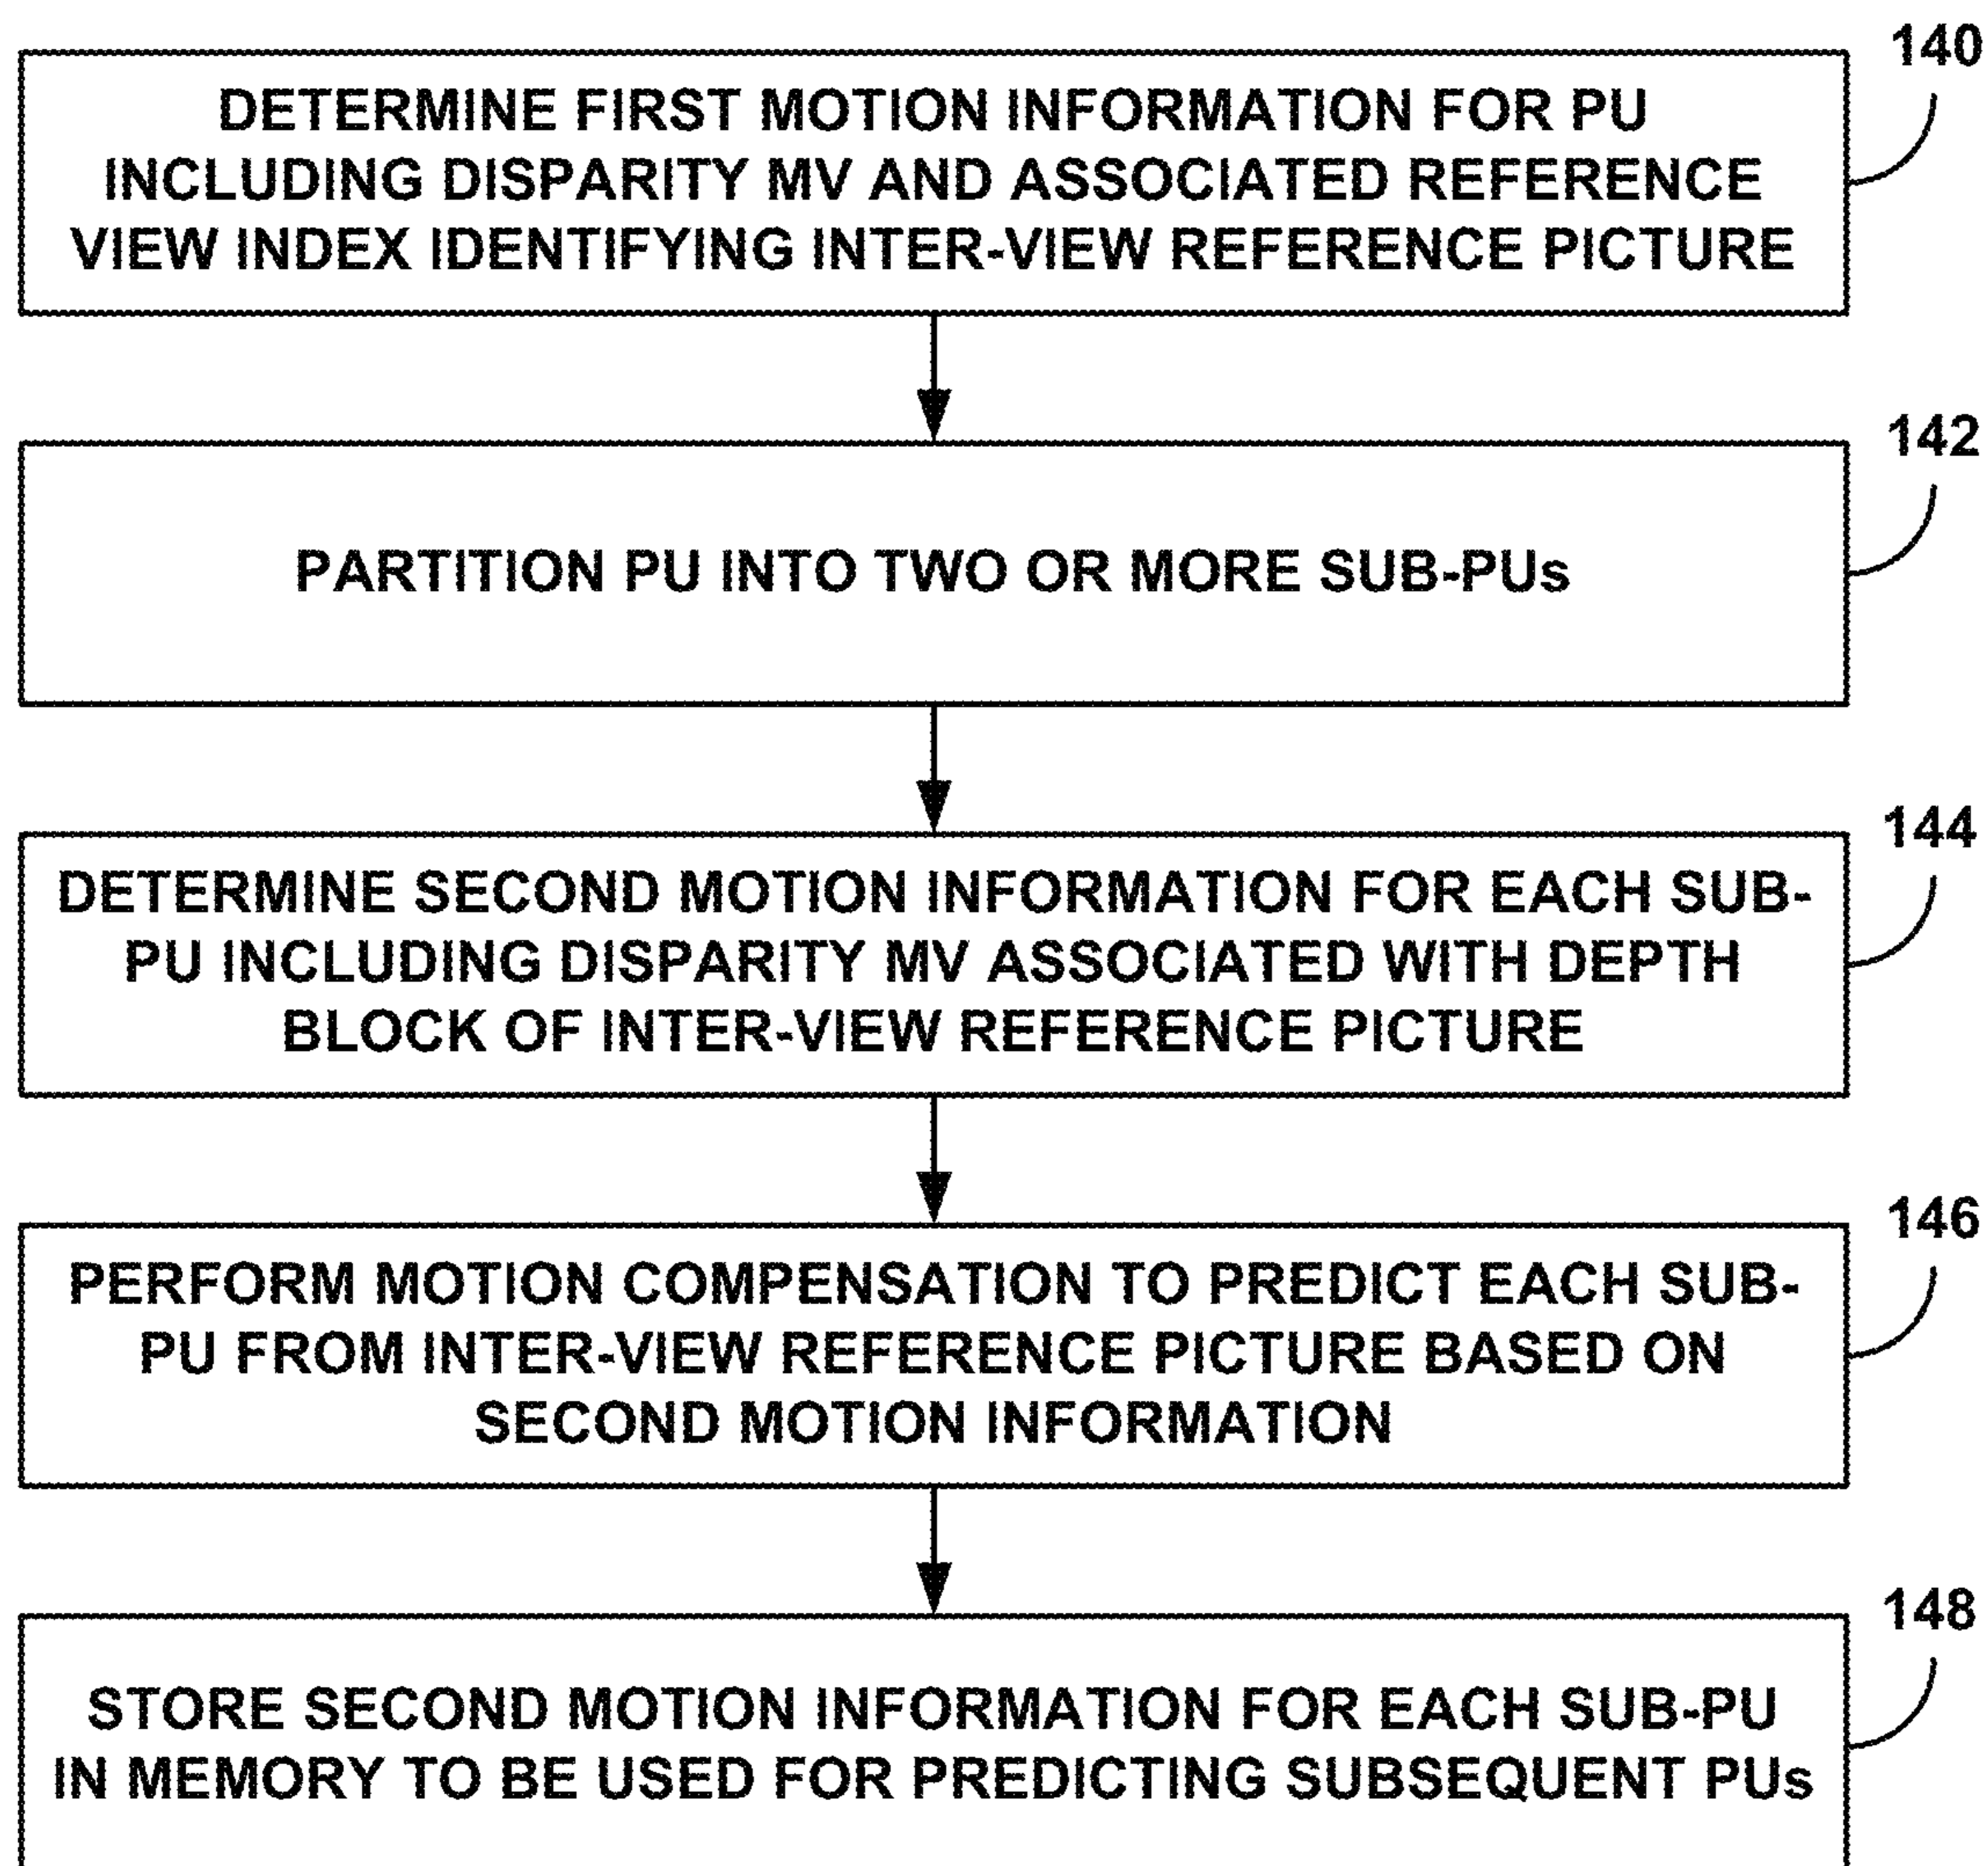 140
DETERMINE FIRST MOTION INFORMATION FOR PU
INCLUDING DISPARITY MV AND ASSOCIATED REFERENCE
VIEW INDEX IDENTIFYING INTER-VIEW REFERENCE PICTURE
142
PARTITION PU INTO TWO OR MORE SUB-PUs
144
DETERMINE SECOND MOTION INFORMATION FOR EACH SUB-
PU INCLUDING DISPARITY MV ASSOCIATED WITH DEPTH
BLOCK OF INTER-VIEW REFERENCE PICTURE
146
PERFORM MOTION COMPENSATION TO PREDICT EACH SUB-
PU FROM INTER-VIEW REFERENCE PICTURE BASED ON
SECOND MOTION INFORMATION
148
STORE SECOND MOTION INFORMATION FOR EACH SUB-PU
IN MEMORY TO BE USED FOR PREDICTING SUBSEQUENT PUs